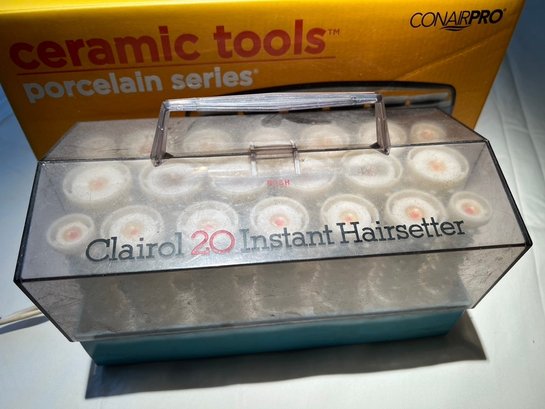 CONAIRPRO®
ceramic tools™
porcelain series®
PUSH
Clairol 20 Instant Hairsetter